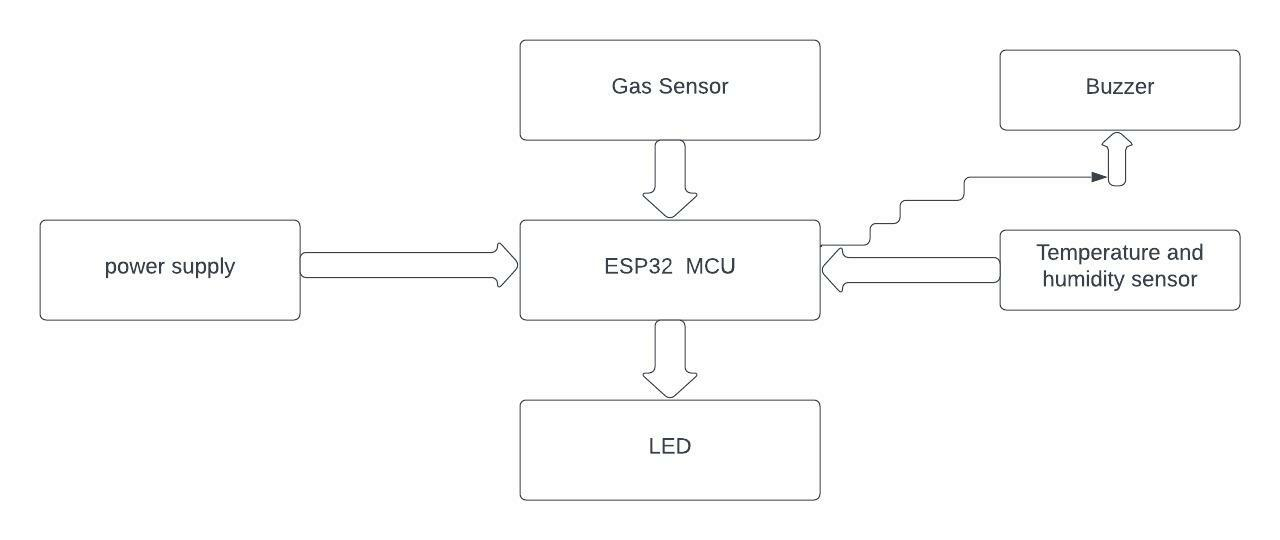 Gas Sensor
Buzzer
power supply
ESP32  MCU
Temperature and
humidity sensor
LED